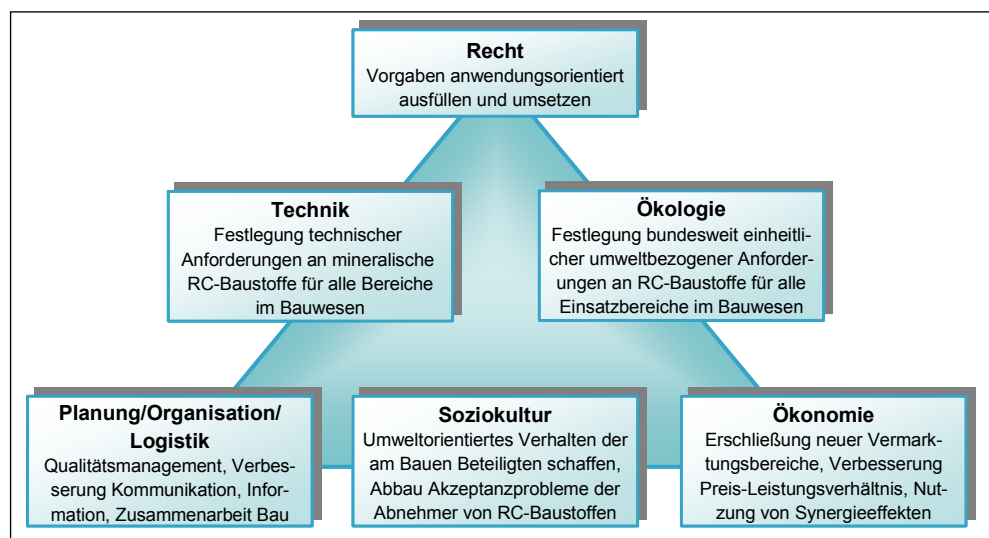 Recht
Vorgaben anwendungsorientiert
ausfüllen und umsetzen
Technik
Festlegung technischer
Anforderungen an mineralische
RC-Baustoffe für alle Bereiche
im Bauwesen
Ökologie
Festlegung bundesweit einheitli-
cher umweltbezogener Anforde-
rungen an RC-Baustoffe für alle
Einsatzbereiche im Bauwesen
Planung/Organisation/
Logistik
Qualitätsmanagement, Verbes-
serung Kommunikation, Infor-
mation, Zusammenarbeit Bau
Soziokultur
Umweltorientiertes Verhalten der
am Bauen Beteiligten schaffen,
Abbau Akzeptanzprobleme der
Abnehmer von RC-Baustoffen
Ökonomie
Erschließung neuer Vermark-
tungsbereiche, Verbesserung
Preis-Leistungsverhältnis, Nut-
zung von Synergieeffekten